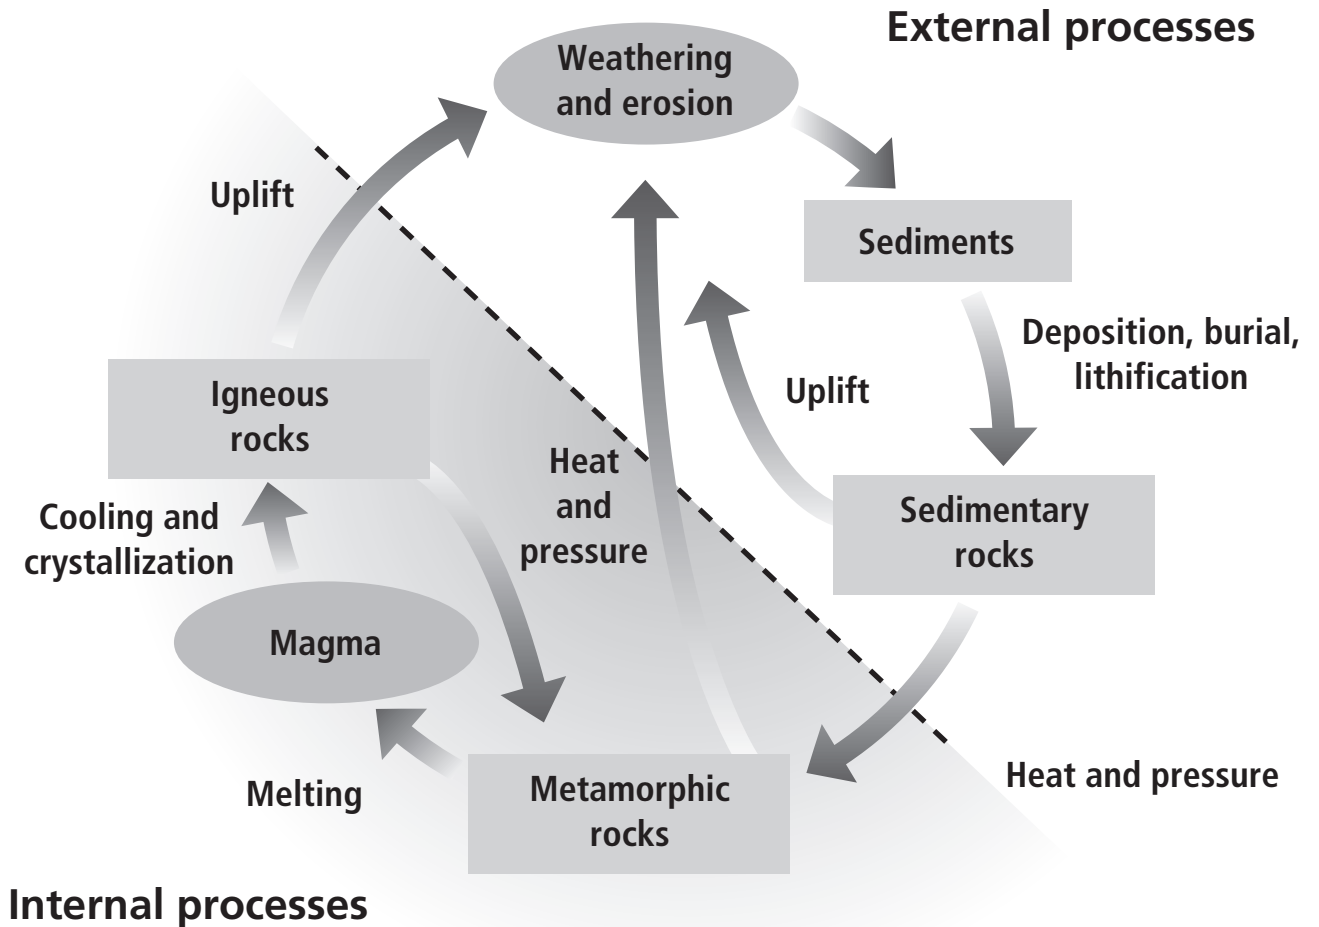 External processes
Weathering
and erosion
Uplift
Sediments
Deposition, burial,
lithification
Uplift
Igneous
rocks
Heat
and
pressure
Sedimentary
rocks
Cooling and
crystallization
Magma
Melting
Metamorphic
rocks
Heat and pressure
Internal processes